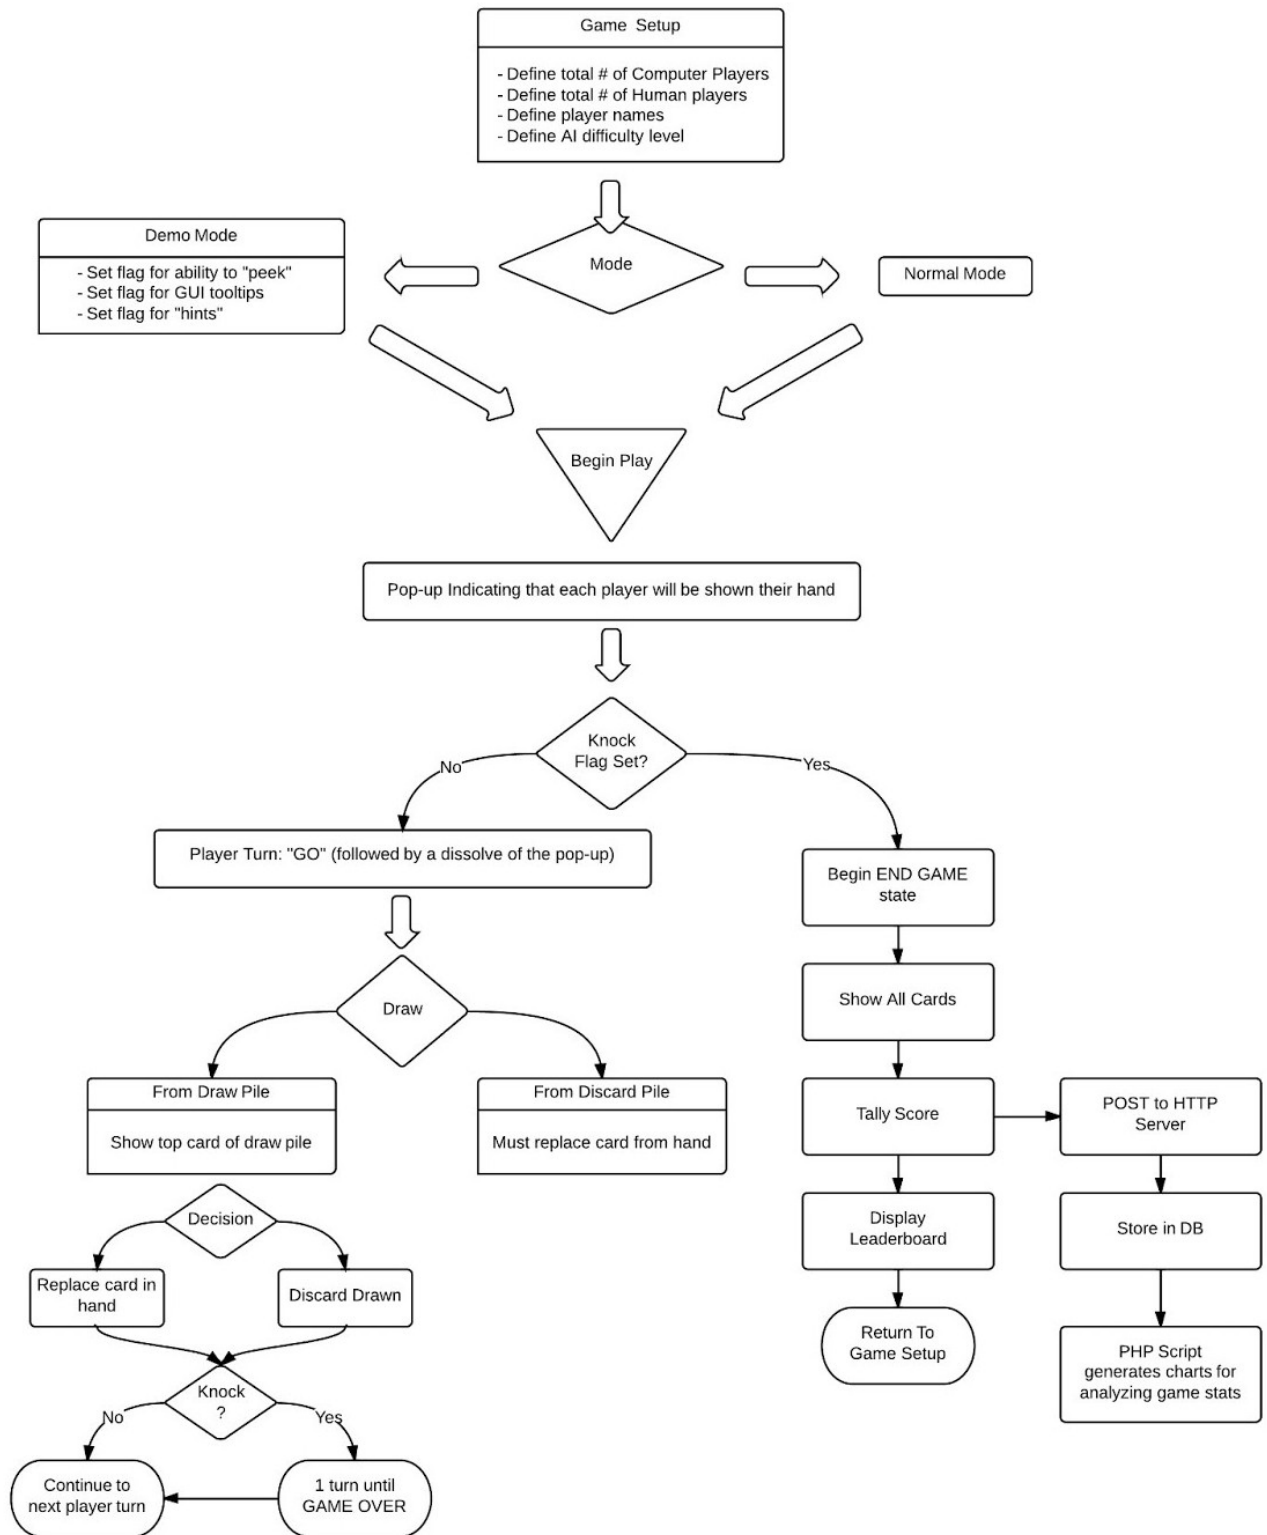 Game  Setup
- Define total # of Computer Players
- Define total # of Human players
- Define player names
- Define AI difficulty level
Mode
Demo Mode
- Set flag for ability to "peek"
- Set flag for GUI tooltips
- Set flag for "hints"
Normal Mode
Begin Play
Pop-up Indicating that each player will be shown their hand
Knock
Flag Set?
No
Yes
Player Turn: "GO" (followed by a dissolve of the pop-up)
Draw
From Draw Pile
Show top card of draw pile
From Discard Pile
Must replace card from hand
Decision
Replace card in
hand
Discard Drawn
Knock
?
No
Yes
Continue to
next player turn
1 turn until
GAME OVER
Begin END GAME
state
Show All Cards
Tally Score
Display
Leaderboard
Return To
Game Setup
POST to HTTP
Server
Store in DB
PHP Script
generates charts for
analyzing game stats